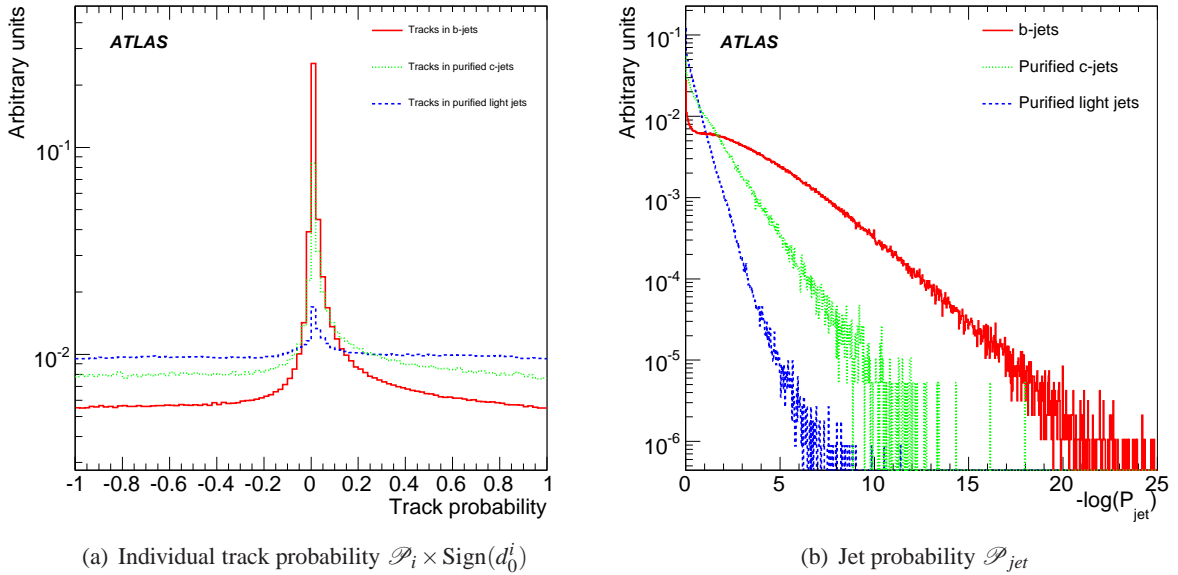 Arbitrary units
ATLAS
Tracks in b-jets
Tracks in purified c-jets
Tracks in purified light jets
10^{-1}
10^{-2}
-1 -0.8 -0.6 -0.4 -0.2 0 0.2 0.4 0.6 0.8 1
Track probability
(a) Individual track probability 𝒫_i × Sign(d_0^i)
Arbitrary units
ATLAS
b-jets
Purified c-jets
Purified light jets
10^{-1}
10^{-2}
10^{-3}
10^{-4}
10^{-5}
10^{-6}
0 5 10 15 20 25
-log(P_{jet})
(b) Jet probability 𝒫_{jet}